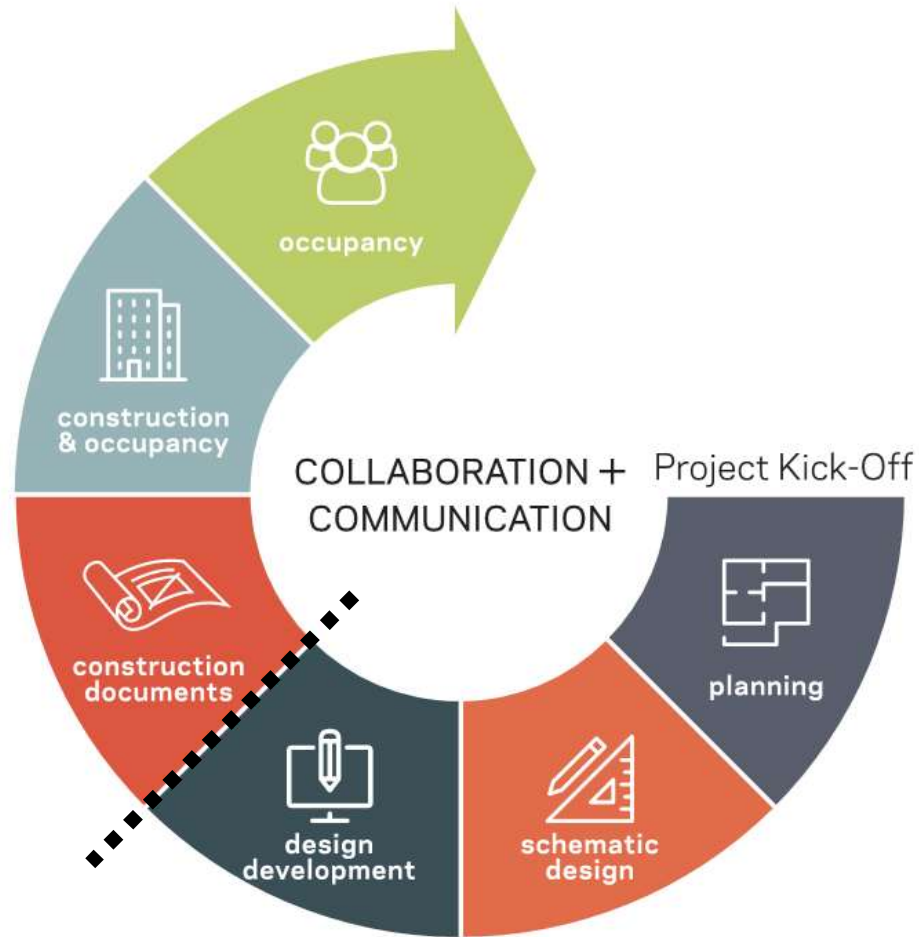 occupancy
construction
& occupancy
COLLABORATION +
COMMUNICATION
Project Kick-Off
construction
documents
planning
design
development
schematic
design